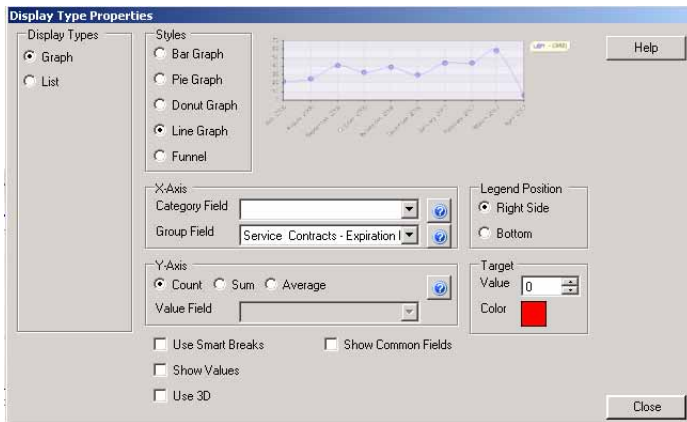 Display Type Properties
Display Types
Graph
List
Styles
Bar Graph
Pie Graph
Donut Graph
Line Graph
Funnel
Help
X-Axis
Category Field
Group Field Service Contracts - Expiration
Legend Position
Right Side
Bottom
Y-Axis
Count Sum Average
Value Field
Target
Value 0
Color
Use Smart Breaks Show Common Fields
Show Values
Use 3D
Close